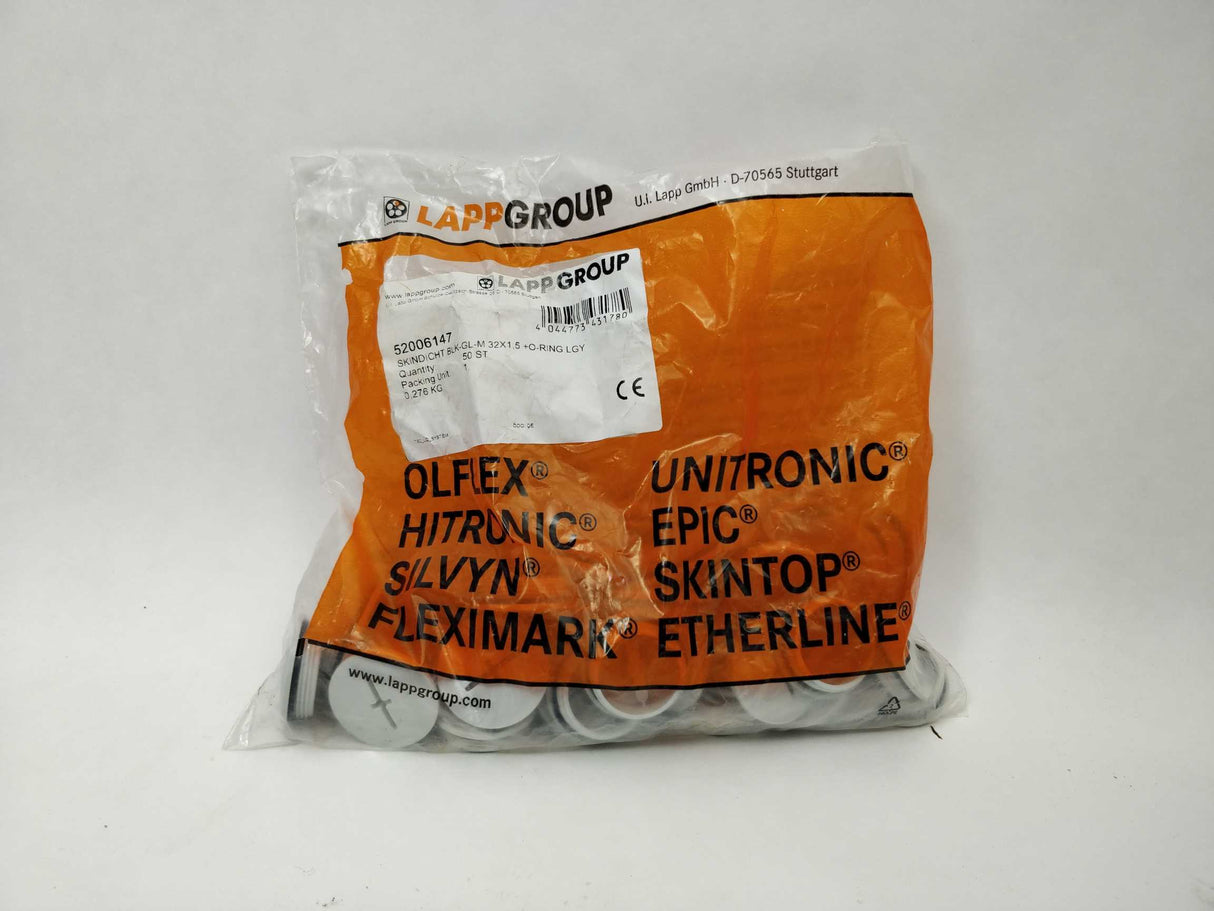 LAPPGROUP
U.I. Lapp GmbH · D-70565 Stuttgart
www.lappgroup.com
LAPPGROUP
4 044773 431780
52006147
SKINDICHT BLK-GL-M 32X1,5 +O-RING LGY
Quantity 50 ST
Packing Unit 1
0,276 KG
CE
OLFLEX® UNITRONIC®
HITRONIC® EPIC®
SILVYN® SKINTOP®
FLEXIMARK® ETHERLINE®
www.lappgroup.com